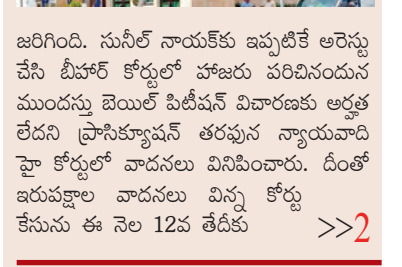 జరిగింది. సునీల్ నాయక్‌కు ఇప్పటికే అరెస్టు
చేసి బీహార్ కోర్టులో హాజరు పరిచినందున
ముందస్తు బెయిల్ పిటీషన్ విచారణకు అర్హత
లేదని ప్రాసిక్యూషన్ తరఫున న్యాయవాది
హై కోర్టులో వాదనలు వినిపించారు. దీంతో
ఇరుపక్షాల వాదనలు విన్న కోర్టు
కేసును ఈ నెల 12వ తేదీకు >>2